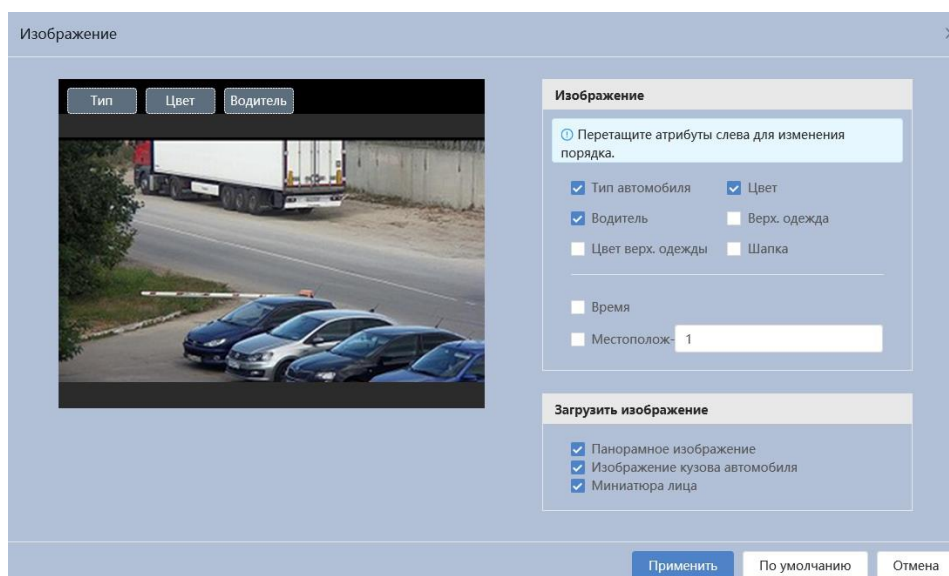 Изображение
Тип
Цвет
Водитель
Изображение
Перетащите атрибуты слева для изменения
порядка.
Тип автомобиля
Цвет
Водитель
Верх. одежда
Цвет верх. одежды
Шапка
Время
Местополож-
1
Загрузить изображение
Панорамное изображение
Изображение кузова автомобиля
Миниатюра лица
Применить
По умолчанию
Отмена